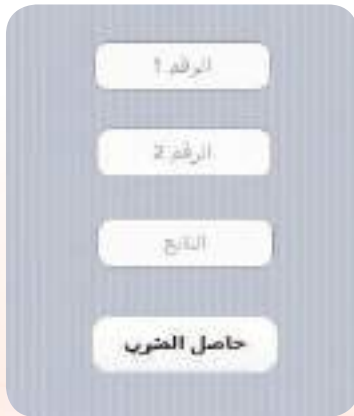 الرقم 1
الرقم 2
الناتج
حاصل الضرب